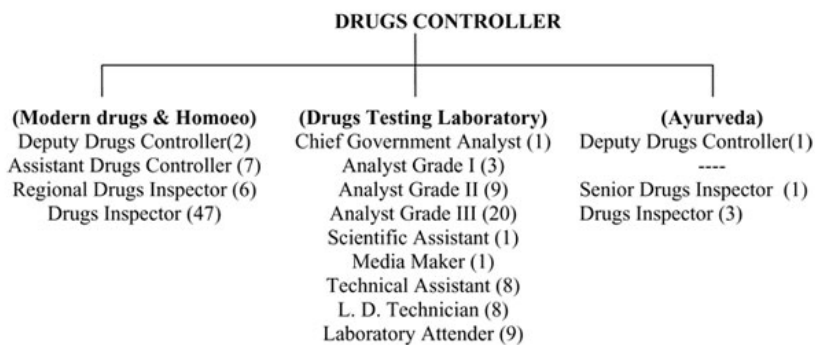 DRUGS CONTROLLER
(Modern drugs & Homoeo)
Deputy Drugs Controller(2)
Assistant Drugs Controller (7)
Regional Drugs Inspector (6)
Drugs Inspector (47)
(Drugs Testing Laboratory)
Chief Government Analyst (1)
Analyst Grade I (3)
Analyst Grade II (9)
Analyst Grade III (20)
Scientific Assistant (1)
Media Maker (1)
Technical Assistant (8)
L. D. Technician (8)
Laboratory Attender (9)
(Ayurveda)
Deputy Drugs Controller(1)
----
Senior Drugs Inspector (1)
Drugs Inspector (3)